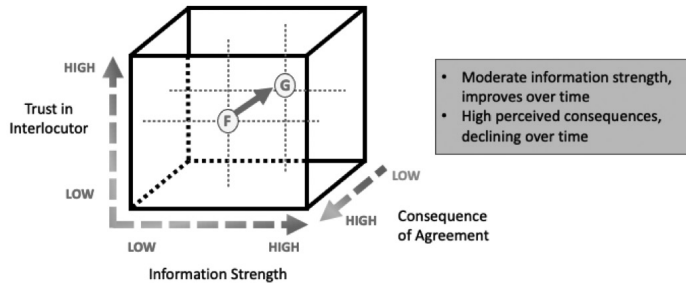 HIGH
Trust in
Interlocutor
LOW
LOW
HIGH
Information Strength
F
G
LOW
HIGH
Consequence
of Agreement
• Moderate information strength,
improves over time
• High perceived consequences,
declining over time